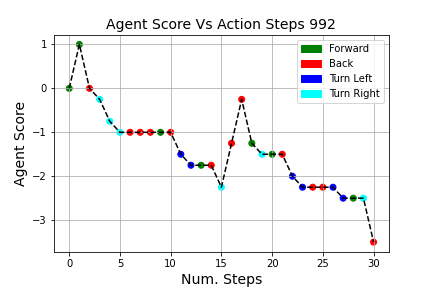 Agent Score Vs Action Steps 992
Agent Score
1
0
−1
−2
−3
Forward
Back
Turn Left
Turn Right
0 5 10 15 20 25 30
Num. Steps